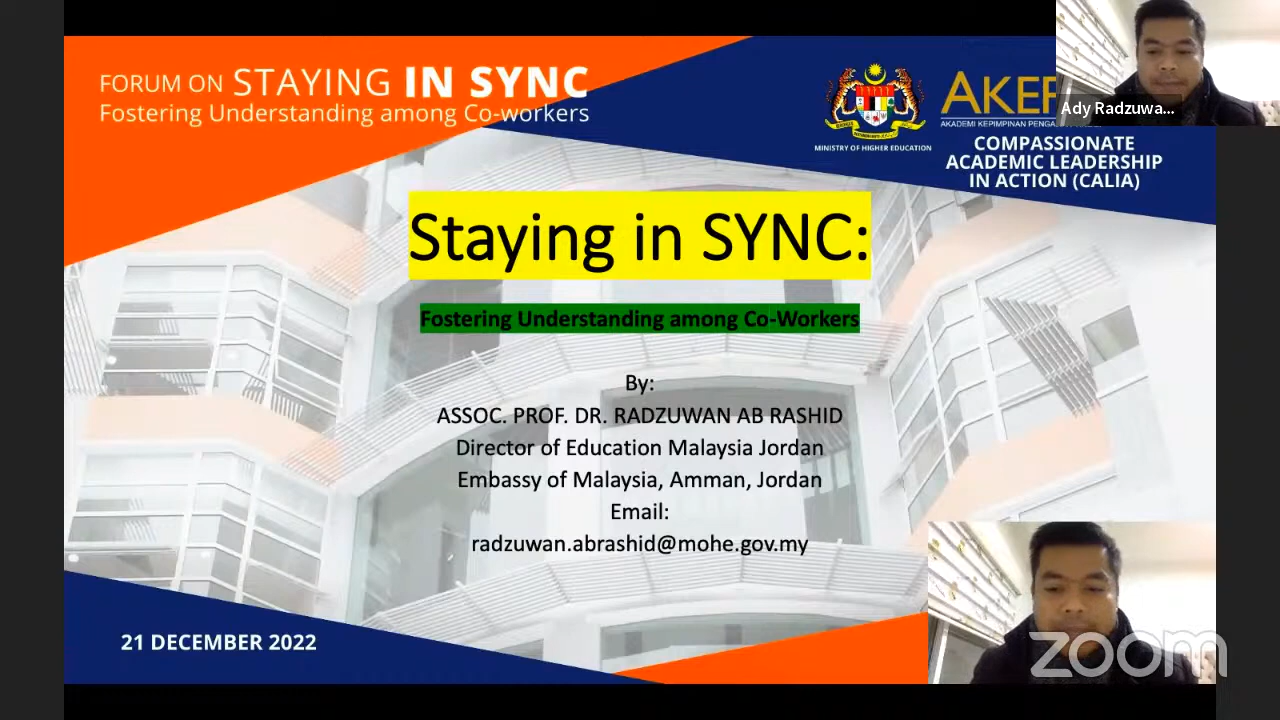 FORUM ON STAYING IN SYNC
Fostering Understanding among Co-workers
MINISTRY OF HIGHER EDUCATION
COMPASSIONATE
ACADEMIC LEADERSHIP
IN ACTION (CALIA)
Ady Radzuwa...
Staying in SYNC:
Fostering Understanding among Co-Workers
By:
ASSOC. PROF. DR. RADZUWAN AB RASHID
Director of Education Malaysia Jordan
Embassy of Malaysia, Amman, Jordan
Email:
radzuwan.abrashid@mohe.gov.my
21 DECEMBER 2022
zoom